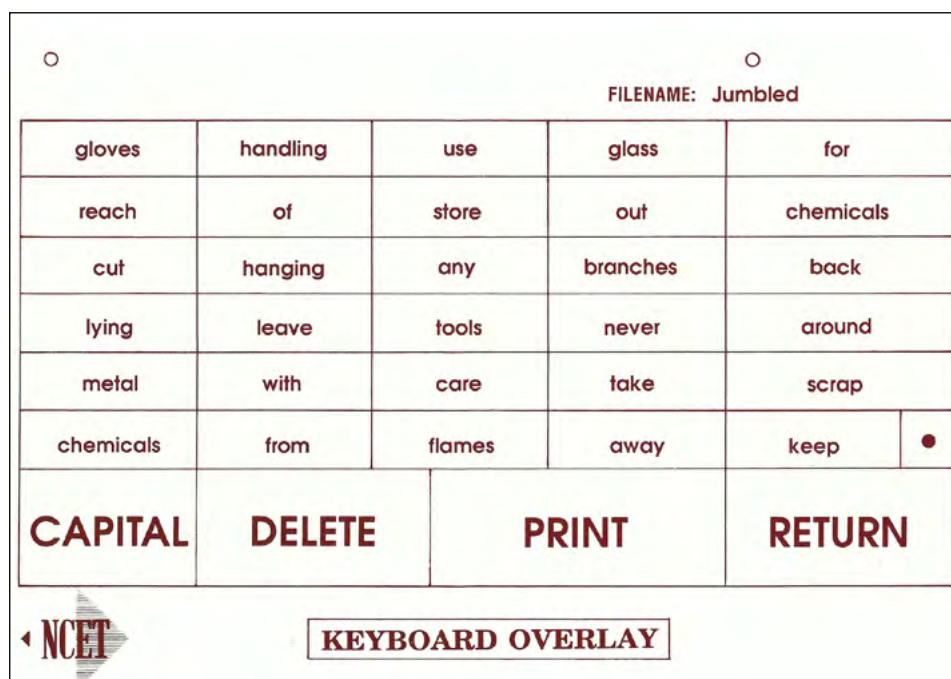 FILENAME: Jumbled
gloves handling use glass for
reach of store out chemicals
cut hanging any branches back
lying leave tools never around
metal with care take scrap
chemicals from flames away keep •
CAPITAL DELETE PRINT RETURN
NCET KEYBOARD OVERLAY